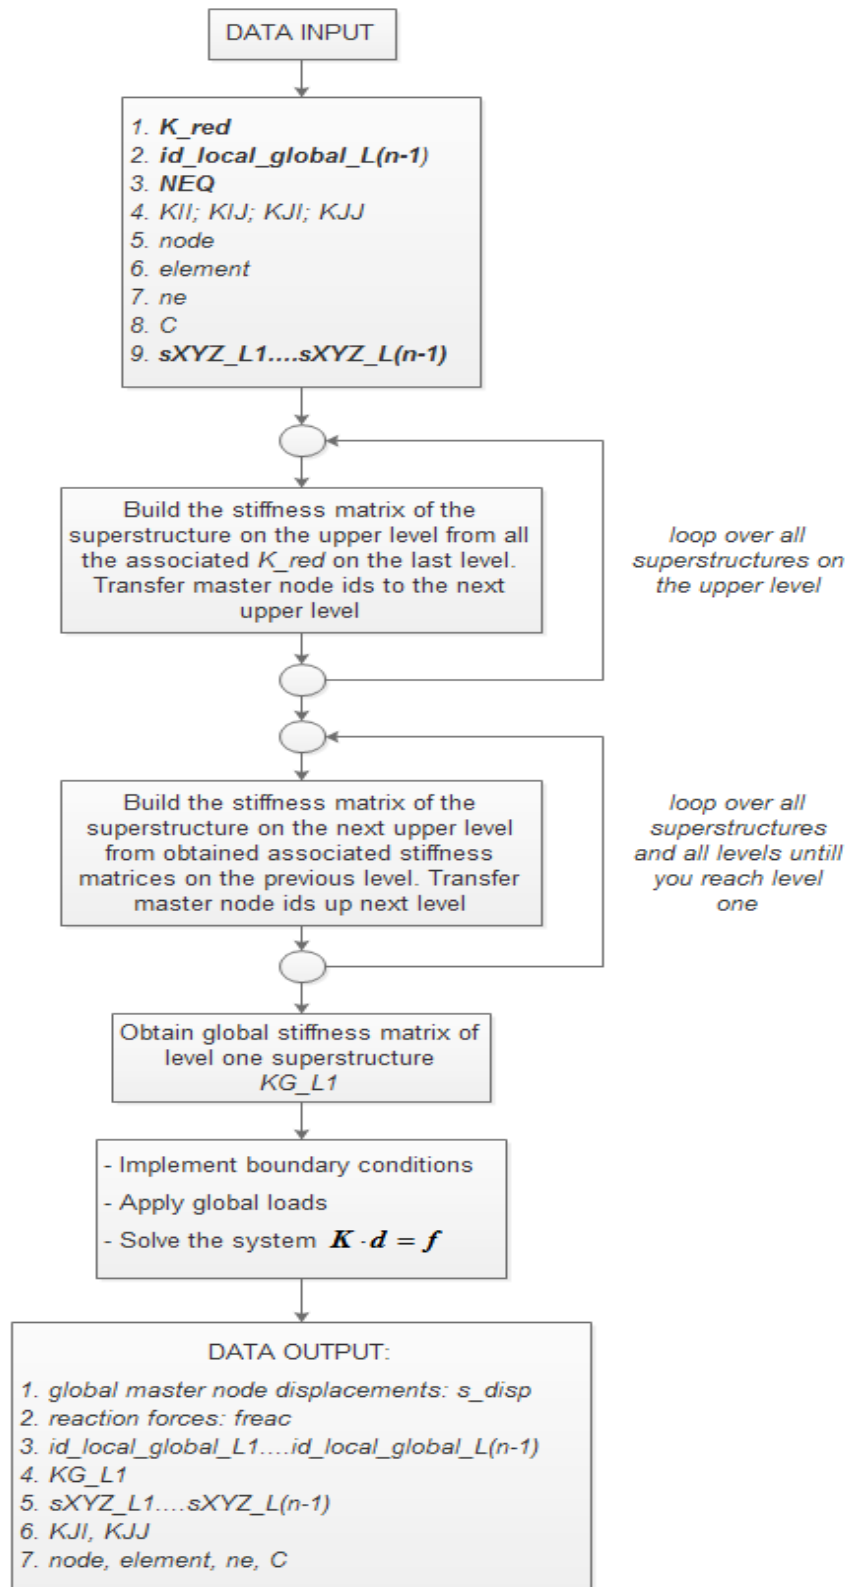 DATA INPUT
1. K_red
2. id_local_global_L(n-1)
3. NEQ
4. KII; KIJ; KJI; KJJ
5. node
6. element
7. ne
8. C
9. sXYZ_L1....sXYZ_L(n-1)
Build the stiffness matrix of the
superstructure on the upper level from all
the associated K_red on the last level.
Transfer master node ids to the next
upper level
loop over all
superstructures on
the upper level
Build the stiffness matrix of the
superstructure on the next upper level
from obtained associated stiffness
matrices on the previous level. Transfer
master node ids up next level
loop over all
superstructures
and all levels untill
you reach level
one
Obtain global stiffness matrix of
level one superstructure
KG_L1
- Implement boundary conditions
- Apply global loads
- Solve the system K · d = f
DATA OUTPUT:
1. global master node displacements: s_disp
2. reaction forces: freac
3. id_local_global_L1....id_local_global_L(n-1)
4. KG_L1
5. sXYZ_L1....sXYZ_L(n-1)
6. KJI, KJJ
7. node, element, ne, C